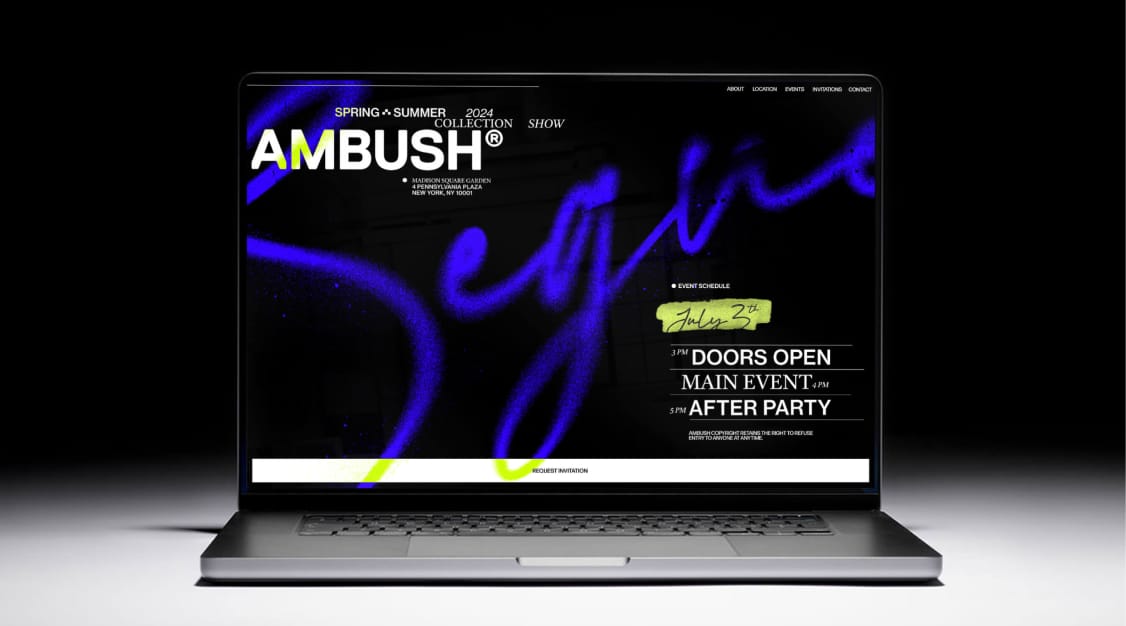 ABOUT LOCATION EVENTS INVITATIONS CONTACT
SPRING SUMMER 2024
COLLECTION SHOW
AMBUSH®
MADISON SQUARE GARDEN
4 PENNSYLVANIA PLAZA
NEW YORK, NY 10001
EVENT SCHEDULE
July 3th
3 PM DOORS OPEN
MAIN EVENT 4 PM
5 PM AFTER PARTY
AMBUSH COPYRIGHT RETAINS THE RIGHT TO REFUSE
ENTRY TO ANYONE AT ANY TIME.
REQUEST INVITATION